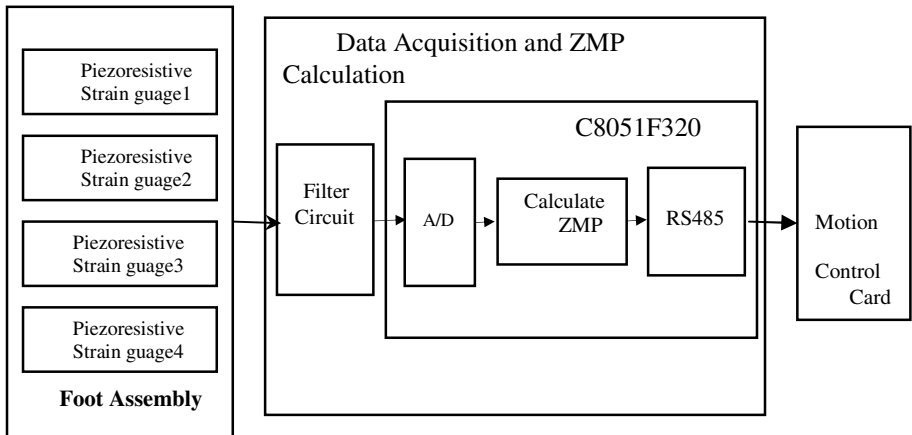 Piezoresistive
Strain guage1
Piezoresistive
Strain guage2
Piezoresistive
Strain guage3
Piezoresistive
Strain guage4
Foot Assembly
Data Acquisition and ZMP
Calculation
Filter
Circuit
C8051F320
A/D
Calculate
ZMP
RS485
Motion
Control
Card